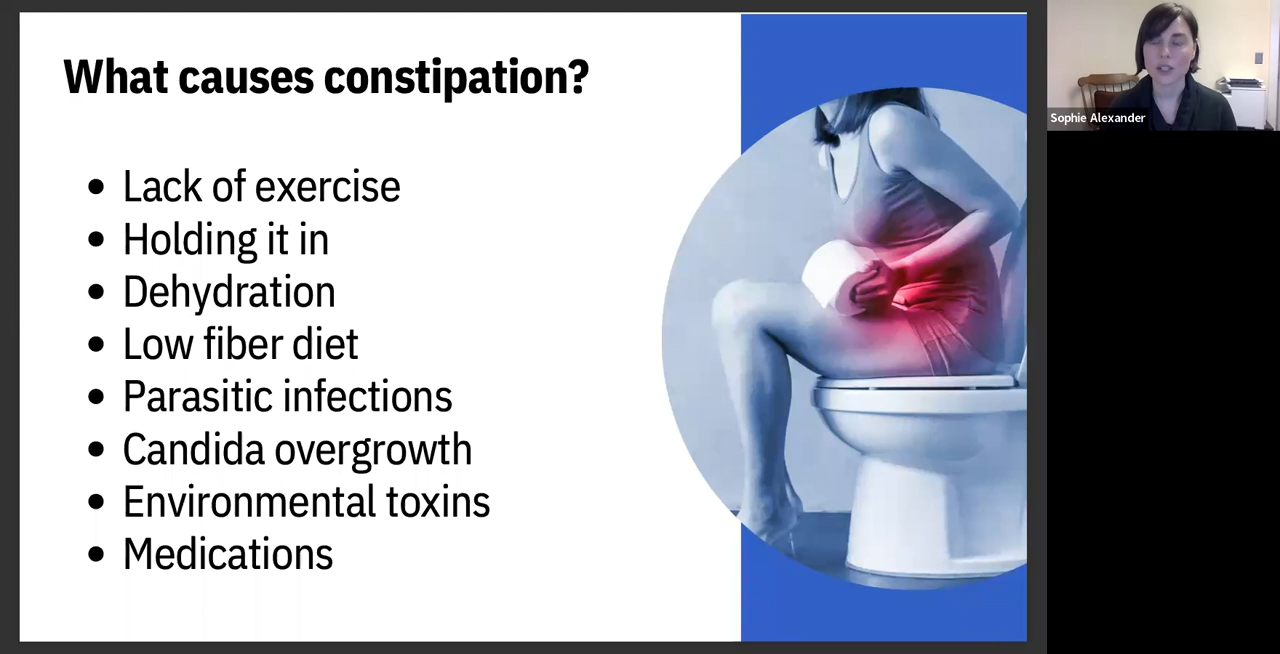 What causes constipation?
• Lack of exercise
• Holding it in
• Dehydration
• Low fiber diet
• Parasitic infections
• Candida overgrowth
• Environmental toxins
• Medications
Sophie Alexander